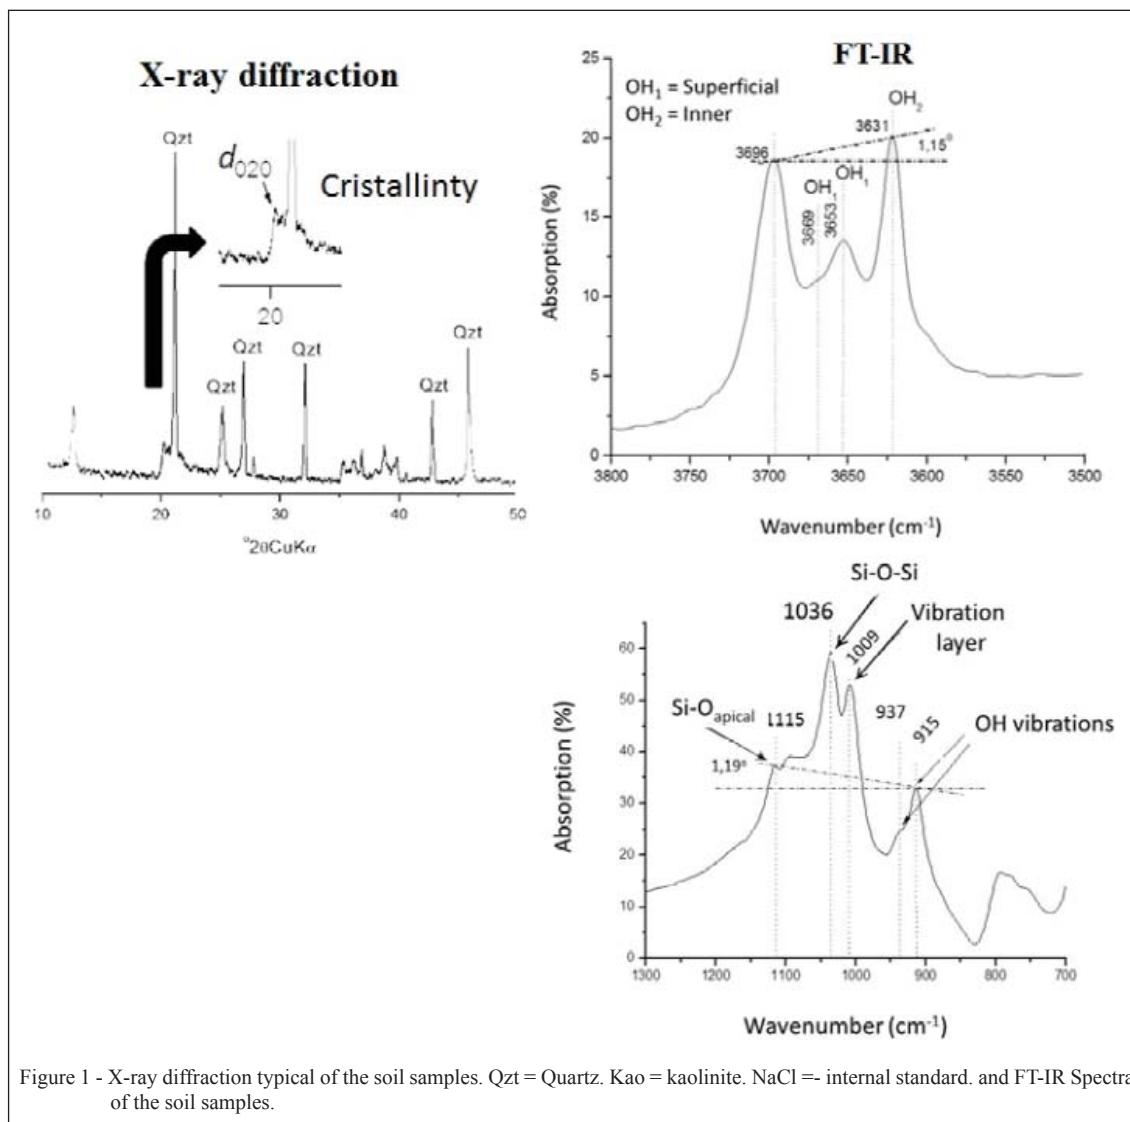 X-ray diffraction
Qzt
d020
Cristallinty
20
Qzt
Qzt
Qzt
Qzt
Qzt
10 20 30 40 50
°2θCuKα
FT-IR
OH1 = Superficial
OH2 = Inner
OH2
3631
3696
1,15°
OH1
OH1
3669
3653
25
20
15
10
5
0
Absorption (%)
3800 3750 3700 3650 3600 3550 3500
Wavenumber (cm-1)
Si-O-Si
1036
1009
Vibration
layer
Si-Oapical
1115
937
915
OH vibrations
1,19°
60
50
40
30
20
10
0
Absorption (%)
1300 1200 1100 1000 900 800 700
Wavenumber (cm-1)
Figure 1 - X-ray diffraction typical of the soil samples. Qzt = Quartz. Kao = kaolinite. NaCl =- internal standard. and FT-IR Spectra
of the soil samples.